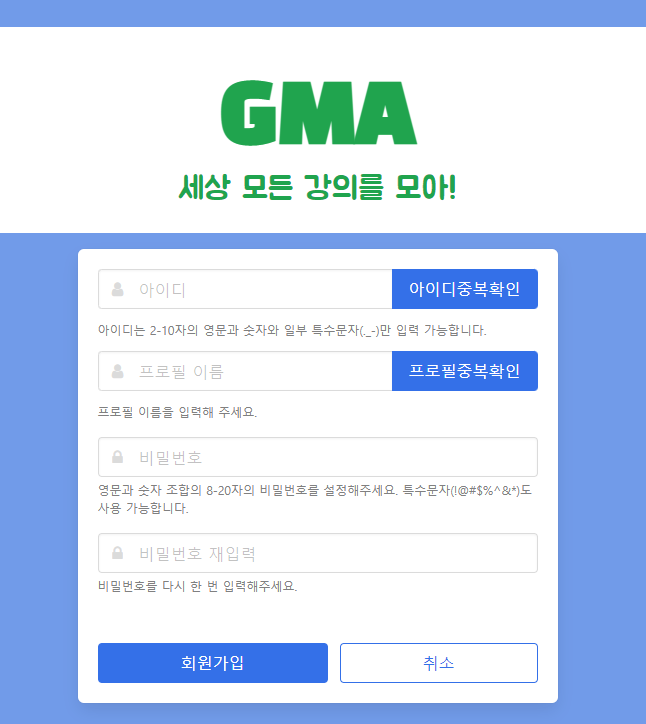 GMA
세상 모든 강의를 모아!
아이디
아이디중복확인
아이디는 2-10자의 영문과 숫자와 일부 특수문자(._-)만 입력 가능합니다.
프로필 이름
프로필중복확인
프로필 이름을 입력해 주세요.
비밀번호
영문과 숫자 조합의 8-20자의 비밀번호를 설정해주세요. 특수문자(!@#$%^&*)도
사용 가능합니다.
비밀번호 재입력
비밀번호를 다시 한 번 입력해주세요.
회원가입
취소